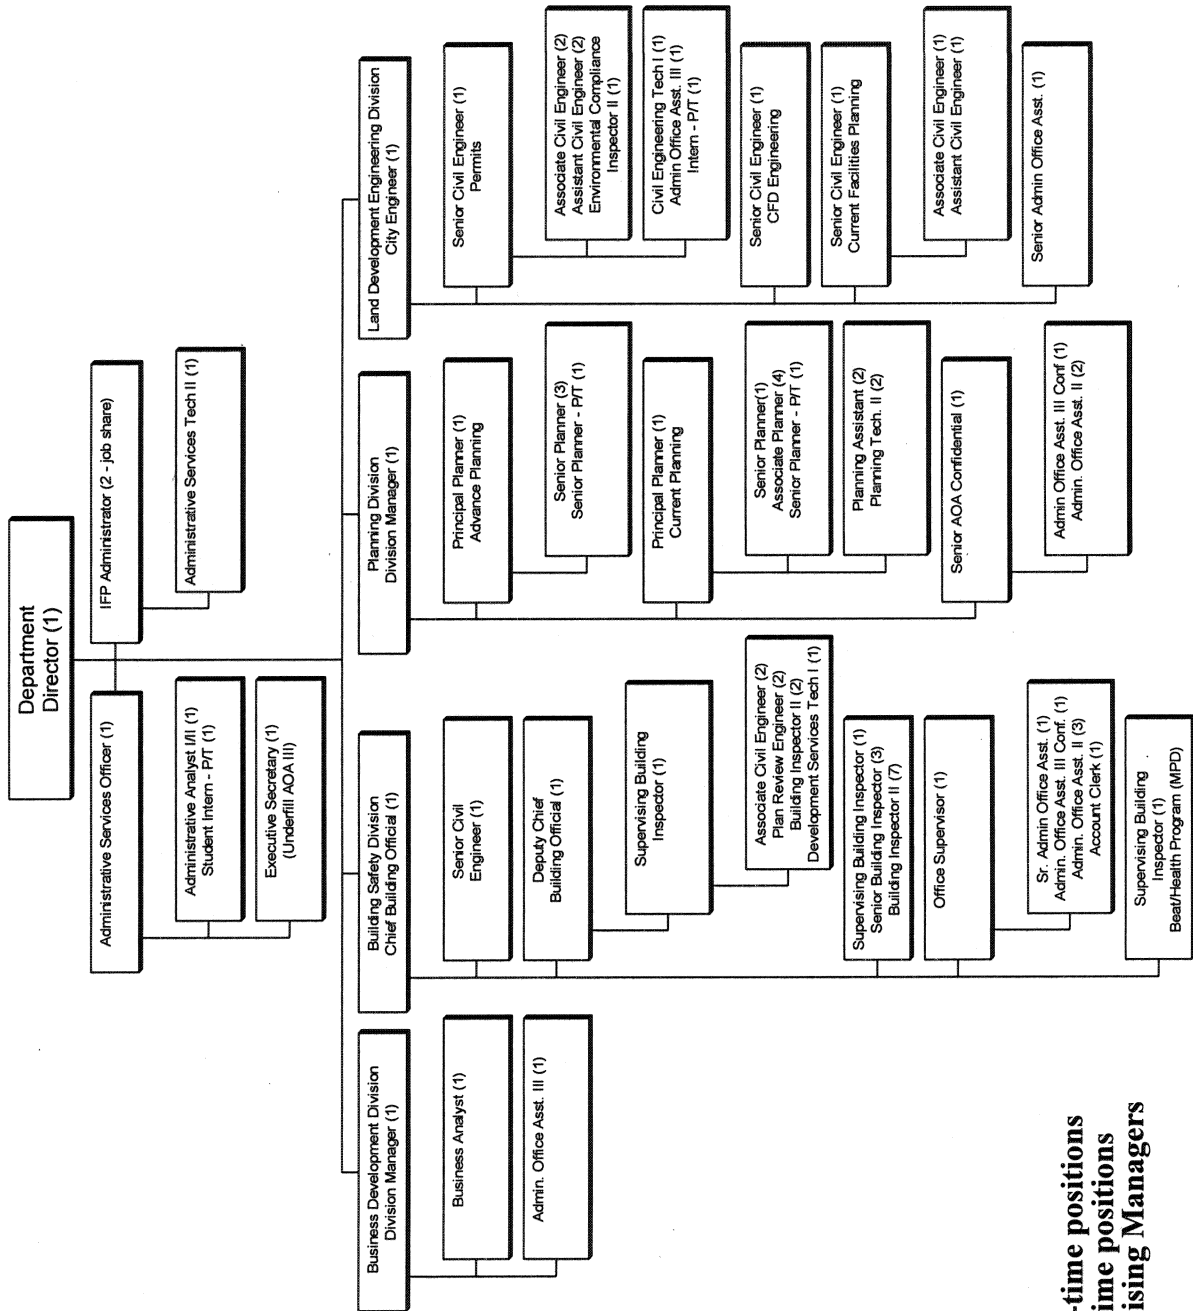 Department
Director (1)
Administrative Services Officer (1)
IFP Administrator (2 - job share)
Administrative Analyst I/II (1)
Student Intern - P/T (1)
Administrative Services Tech II (1)
Executive Secretary (1)
(Underfill AOA III)
Business Development Division
Division Manager (1)
Business Analyst (1)
Admin. Office Asst. III (1)
Building Safety Division
Chief Building Official (1)
Senior Civil
Engineer (1)
Deputy Chief
Building Official (1)
Supervising Building
Inspector (1)
Associate Civil Engineer (2)
Plan Review Engineer (2)
Building Inspector II (2)
Development Services Tech I (1)
Supervising Building Inspector (1)
Senior Building Inspector (3)
Building Inspector II (7)
Office Supervisor (1)
Sr. Admin Office Asst. (1)
Admin. Office Asst. III Conf. (1)
Admin. Office Asst. II (3)
Account Clerk (1)
Supervising Building
Inspector (1)
Beat/Health Program (MPD)
Planning Division
Division Manager (1)
Principal Planner (1)
Advance Planning
Senior Planner (3)
Senior Planner - P/T (1)
Principal Planner (1)
Current Planning
Senior Planner(1)
Associate Planner (4)
Senior Planner - P/T (1)
Planning Assistant (2)
Planning Tech. II (2)
Senior AOA Confidential (1)
Admin Office Asst. III Conf (1)
Admin. Office Asst. II (2)
Land Development Engineering Division
City Engineer (1)
Senior Civil Engineer (1)
Permits
Associate Civil Engineer (2)
Assistant Civil Engineer (2)
Environmental Compliance
Inspector II (1)
Civil Engineering Tech I (1)
Admin Office Asst. III (1)
Intern - P/T (1)
Senior Civil Engineer (1)
CFD Engineering
Senior Civil Engineer (1)
Current Facilities Planning
Associate Civil Engineer (1)
Assistant Civil Engineer (1)
Senior Admin Office Asst. (1)
-time positions
ime positions
ising Managers